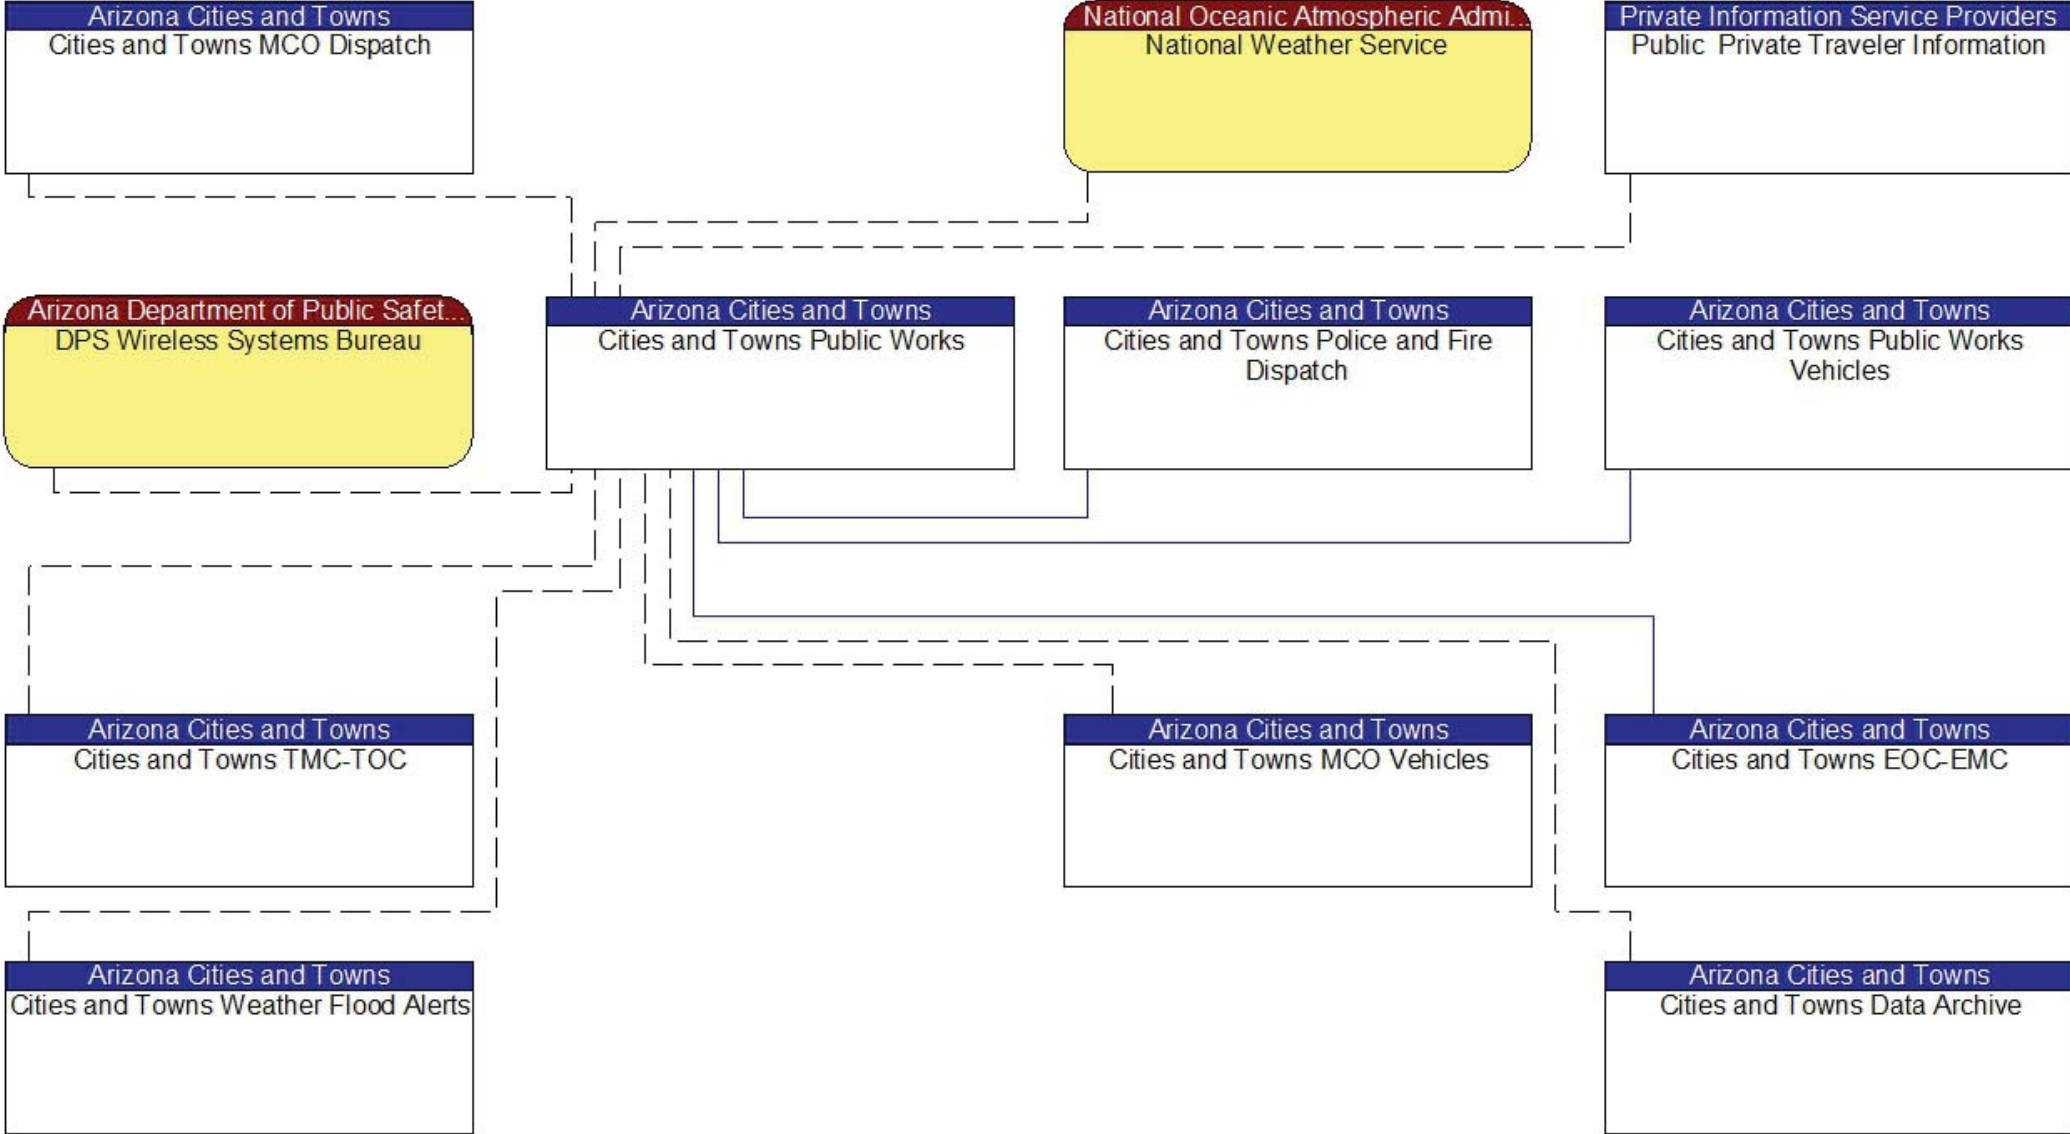 Arizona Cities and Towns
Cities and Towns MCO Dispatch
National Oceanic Atmospheric Admi...
National Weather Service
Private Information Service Providers
Public  Private Traveler Information
Arizona Department of Public Safet...
DPS Wireless Systems Bureau
Arizona Cities and Towns
Cities and Towns Public Works
Arizona Cities and Towns
Cities and Towns Police and Fire
Dispatch
Arizona Cities and Towns
Cities and Towns Public Works
Vehicles
Arizona Cities and Towns
Cities and Towns TMC-TOC
Arizona Cities and Towns
Cities and Towns MCO Vehicles
Arizona Cities and Towns
Cities and Towns EOC-EMC
Arizona Cities and Towns
Cities and Towns Weather Flood Alerts
Arizona Cities and Towns
Cities and Towns Data Archive